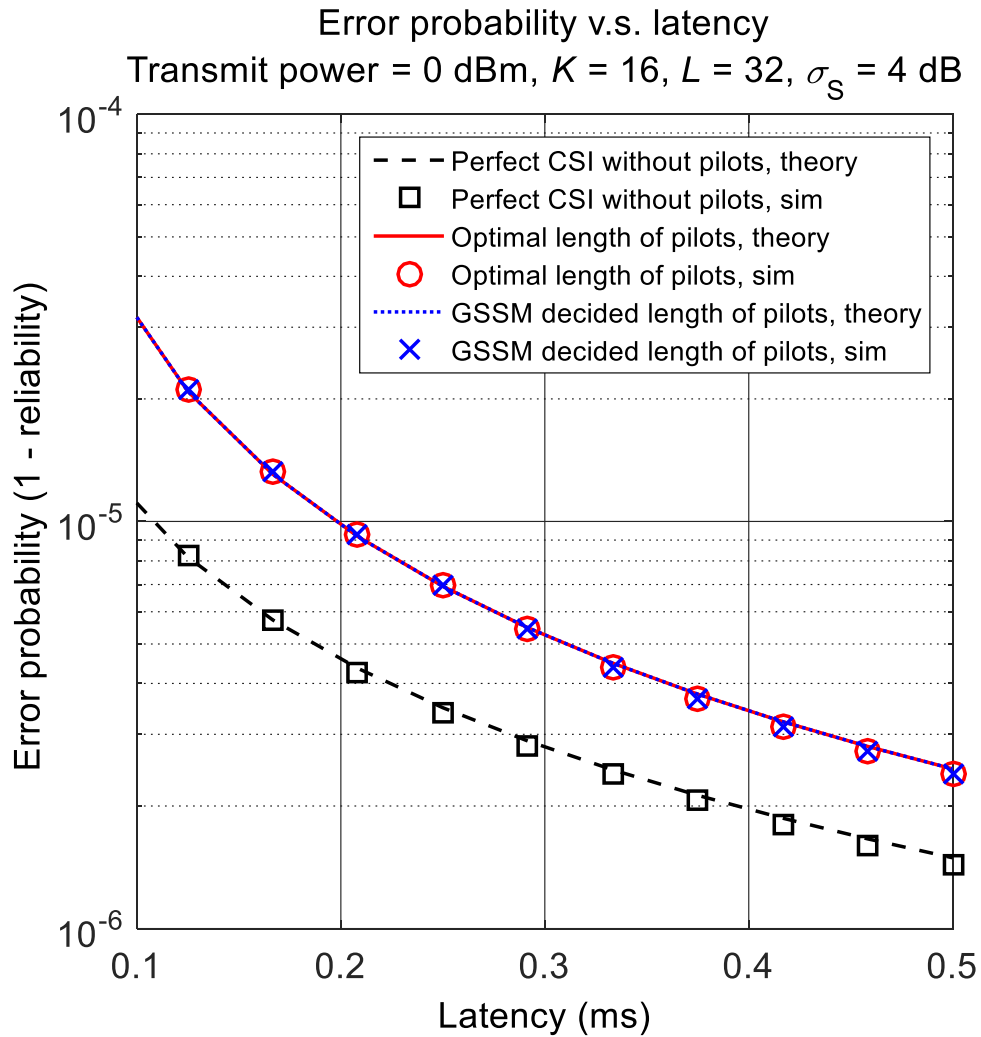 Error probability v.s. latency
Transmit power = 0 dBm, K = 16, L = 32, σS = 4 dB
Perfect CSI without pilots, theory
Perfect CSI without pilots, sim
Optimal length of pilots, theory
Optimal length of pilots, sim
GSSM decided length of pilots, theory
GSSM decided length of pilots, sim
Error probability (1 - reliability)
10-4
10-5
10-6
0.1 0.2 0.3 0.4 0.5
Latency (ms)